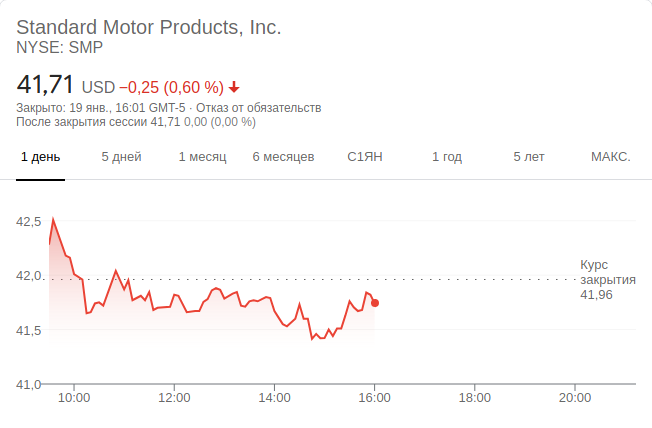 Standard Motor Products, Inc.
NYSE: SMP
41,71 USD −0,25 (0,60 %)
Закрыто: 19 янв., 16:01 GMT-5 · Отказ от обязательств
После закрытия сессии 41,71 0,00 (0,00 %)
1 день 5 дней 1 месяц 6 месяцев С1ЯН 1 год 5 лет МАКС.
42,5
42,0
41,5
41,0
Курс
закрытия
41,96
10:00 12:00 14:00 16:00 18:00 20:00